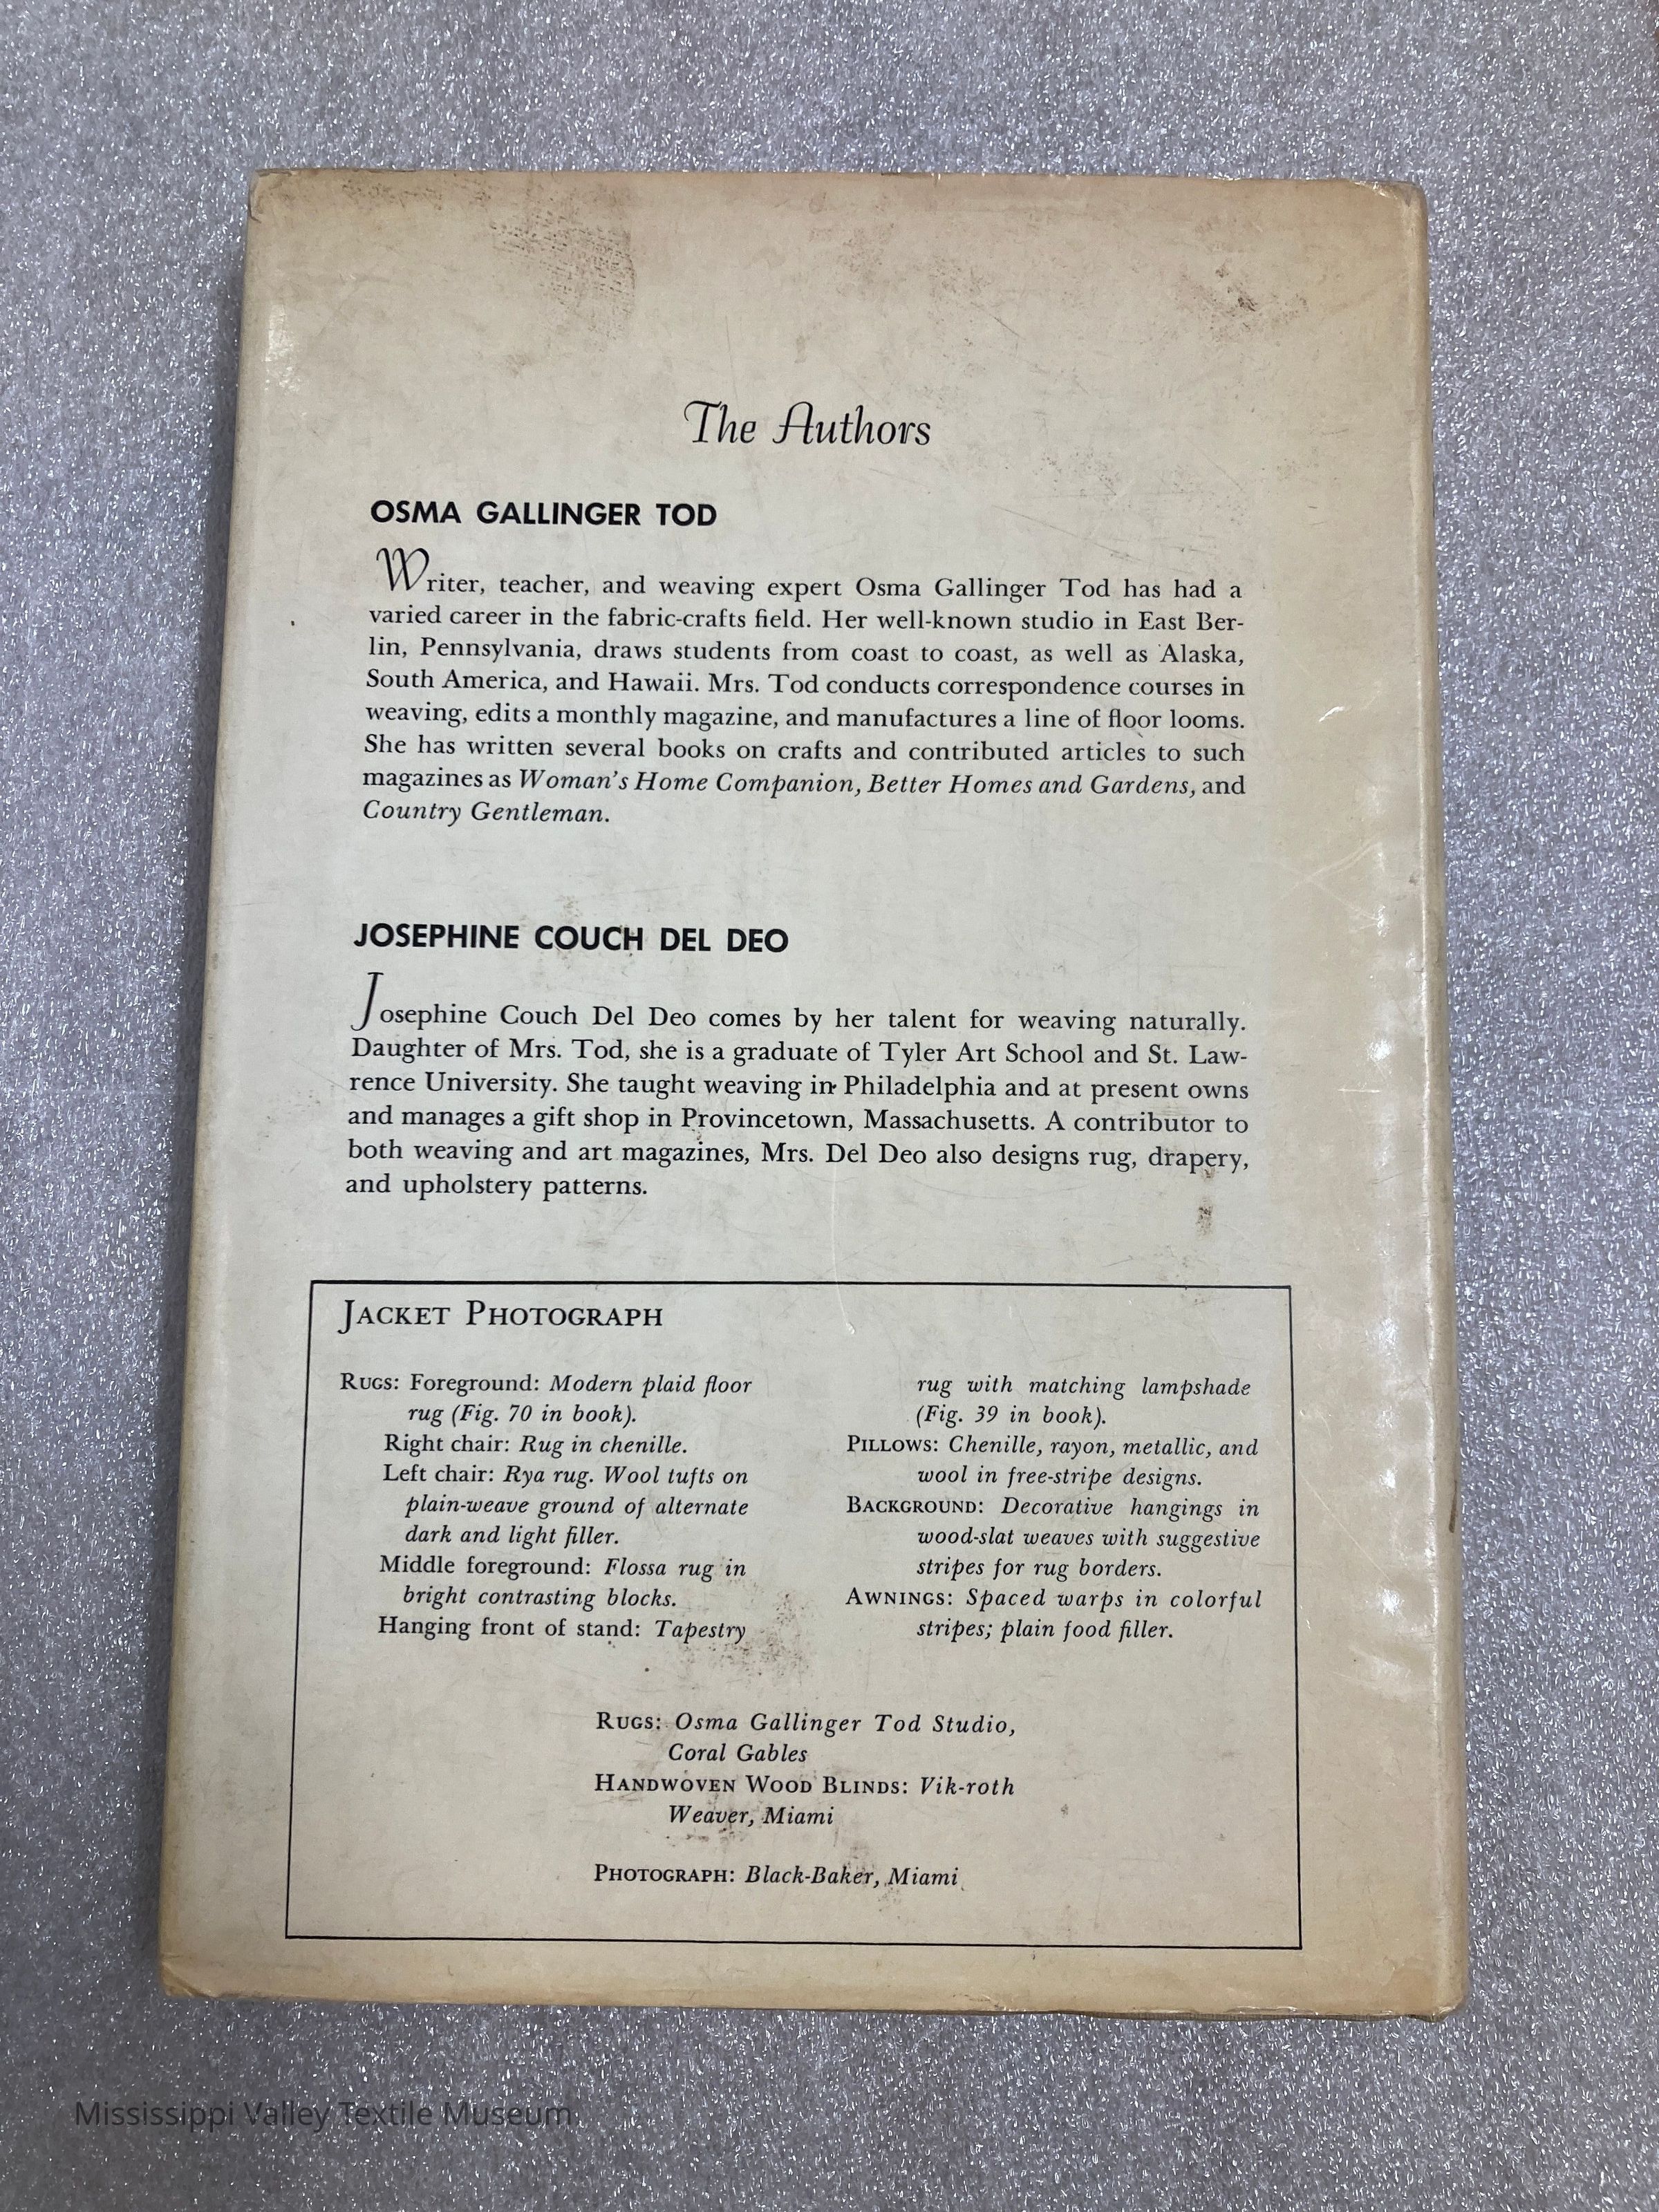 The Authors
OSMA GALLINGER TOD
Writer, teacher, and weaving expert Osma Gallinger Tod has had a
varied career in the fabric-crafts field. Her well-known studio in East Ber-
lin, Pennsylvania, draws students from coast to coast, as well as Alaska,
South America, and Hawaii. Mrs. Tod conducts correspondence courses in
weaving, edits a monthly magazine, and manufactures a line of floor looms.
She has written several books on crafts and contributed articles to such
magazines as Woman's Home Companion, Better Homes and Gardens, and
Country Gentleman.
JOSEPHINE COUCH DEL DEO
Josephine Couch Del Deo comes by her talent for weaving naturally.
Daughter of Mrs. Tod, she is a graduate of Tyler Art School and St. Law-
rence University. She taught weaving in Philadelphia and at present owns
and manages a gift shop in Provincetown, Massachusetts. A contributor to
both weaving and art magazines, Mrs. Del Deo also designs rug, drapery,
and upholstery patterns.
JACKET PHOTOGRAPH
RUGS: Foreground: Modern plaid floor
rug (Fig. 70 in book).
Right chair: Rug in chenille.
Left chair: Rya rug. Wool tufts on
plain-weave ground of alternate
dark and light filler.
Middle foreground: Flossa rug in
bright contrasting blocks.
Hanging front of stand: Tapestry
rug with matching lampshade
(Fig. 39 in book).
PILLOWS: Chenille, rayon, metallic, and
wool in free-stripe designs.
BACKGROUND: Decorative hangings in
wood-slat weaves with suggestive
stripes for rug borders.
AWNINGS: Spaced warps in colorful
stripes; plain food filler.
RUGS: Osma Gallinger Tod Studio,
Coral Gables
HANDWOVEN WOOD BLINDS: Vik-roth
Weaver, Miami
PHOTOGRAPH: Black-Baker, Miami
Mississippi Valley Textile Museum